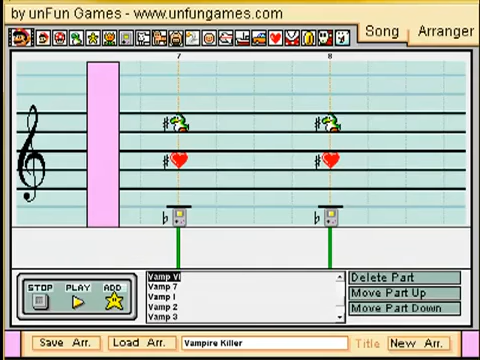 by unFun Games - www.unfungames.com
Song
Arranger
7
8
STOP
PLAY
ADD
Vamp VI
Vamp 7
Vamp I
Vamp 2
Vamp 3
Delete Part
Move Part Up
Move Part Down
Save Arr.
Load Arr.
Vampire Killer
Title
New Arr.